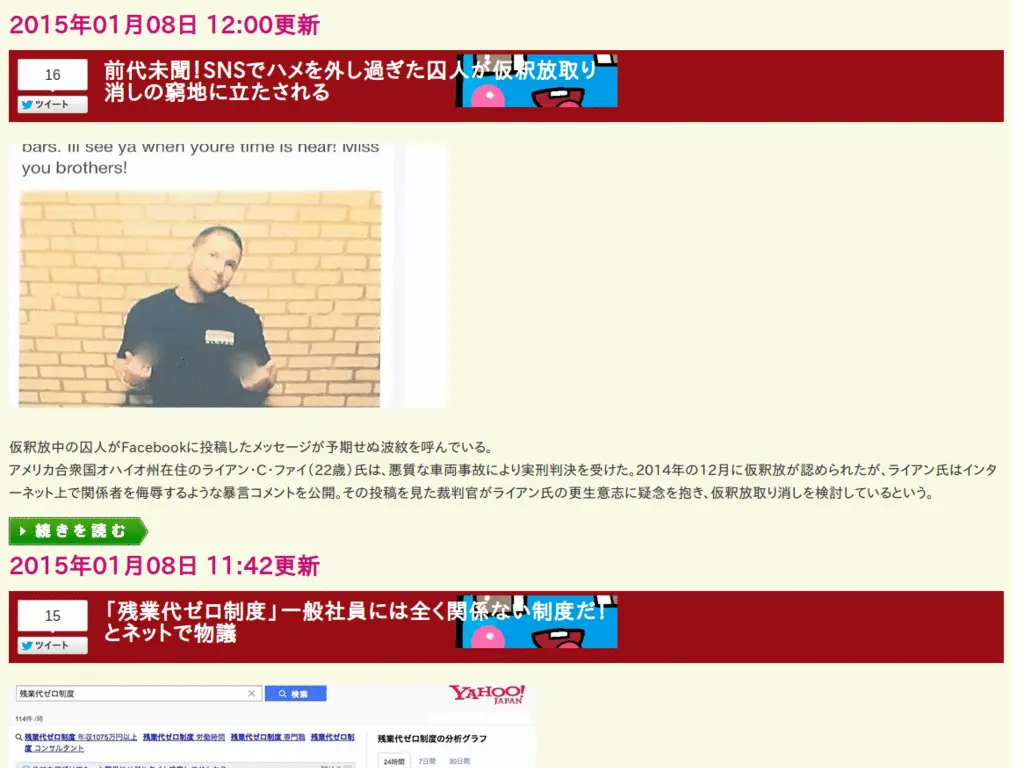 2015年01月08日 12:00更新
16
ツイート
前代未聞!SNSでハメを外し過ぎた囚人が仮釈放取り
消しの窮地に立たされる
bars. Ill see ya when youre time is near! Miss
you brothers!
仮釈放中の囚人がFacebookに投稿したメッセージが予期せぬ波紋を呼んでいる。
アメリカ合衆国オハイオ州在住のライアン・C・ファイ(22歳)氏は、悪質な車両事故により実刑判決を受けた。2014年の12月に仮釈放が認められたが、ライアン氏はインタ
ーネット上で関係者を侮辱するような暴言コメントを公開。その投稿を見た裁判官がライアン氏の更生意志に疑念を抱き、仮釈放取り消しを検討しているという。
続きを読む
2015年01月08日 11:42更新
15
ツイート
「残業代ゼロ制度」一般社員には全く関係ない制度だ!
とネットで物議
残業代ゼロ制度
検索
YAHOO!
JAPAN
114件 /時
残業代ゼロ制度 年収1075万円以上 残業代ゼロ制度 労働時間 残業代ゼロ制度 専門職 残業代ゼロ制
度 コンサルタント
残業代ゼロ制度の分析グラフ
24時間 7日間 30日間